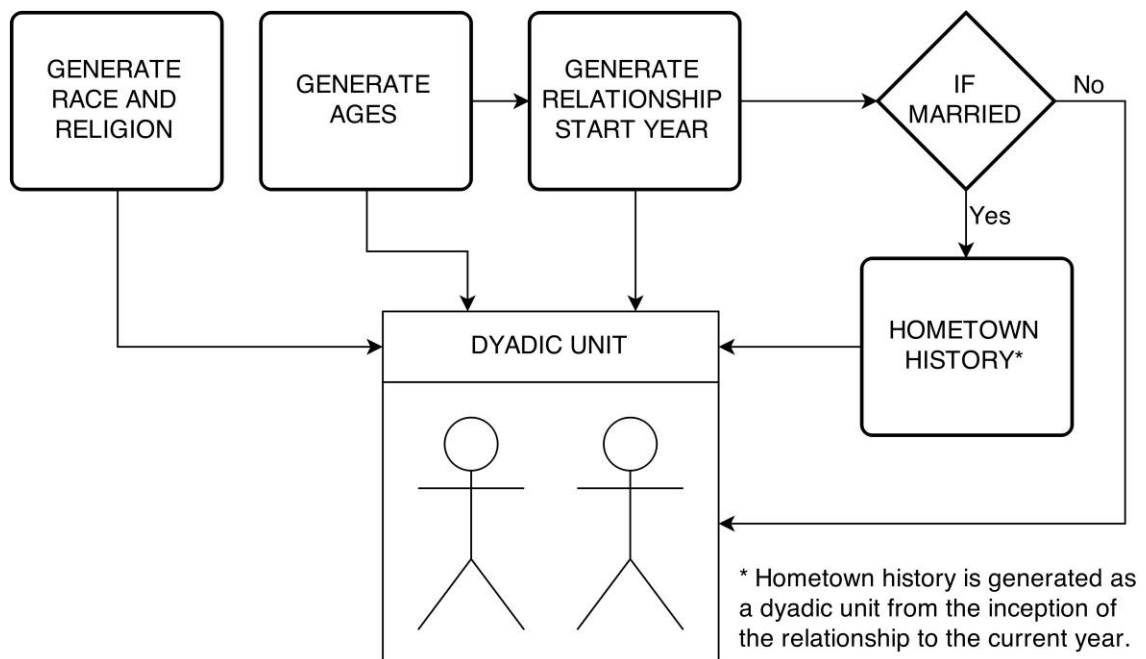 GENERATE
RACE AND
RELIGION
GENERATE
AGES
GENERATE
RELATIONSHIP
START YEAR
IF
MARRIED
No
Yes
HOMETOWN
HISTORY*
DYADIC UNIT
* Hometown history is generated as
a dyadic unit from the inception of
the relationship to the current year.